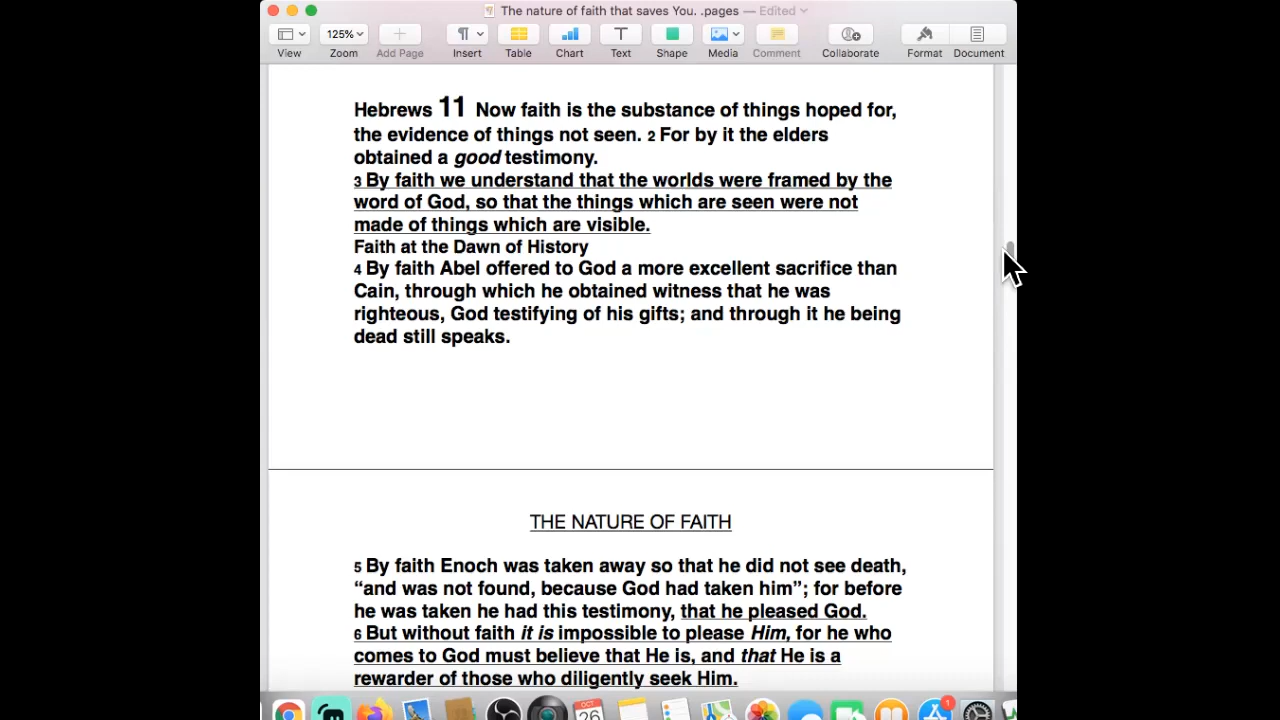 The nature of faith that saves You. .pages — Edited
125%
View Zoom Add Page Insert Table Chart Text Shape Media Comment Collaborate Format Document
Hebrews 11 Now faith is the substance of things hoped for,
the evidence of things not seen. 2 For by it the elders
obtained a good testimony.
3 By faith we understand that the worlds were framed by the
word of God, so that the things which are seen were not
made of things which are visible.
Faith at the Dawn of History
4 By faith Abel offered to God a more excellent sacrifice than
Cain, through which he obtained witness that he was
righteous, God testifying of his gifts; and through it he being
dead still speaks.
THE NATURE OF FAITH
5 By faith Enoch was taken away so that he did not see death,
“and was not found, because God had taken him”; for before
he was taken he had this testimony, that he pleased God.
6 But without faith it is impossible to please Him, for he who
comes to God must believe that He is, and that He is a
rewarder of those who diligently seek Him.
OCT
26
1